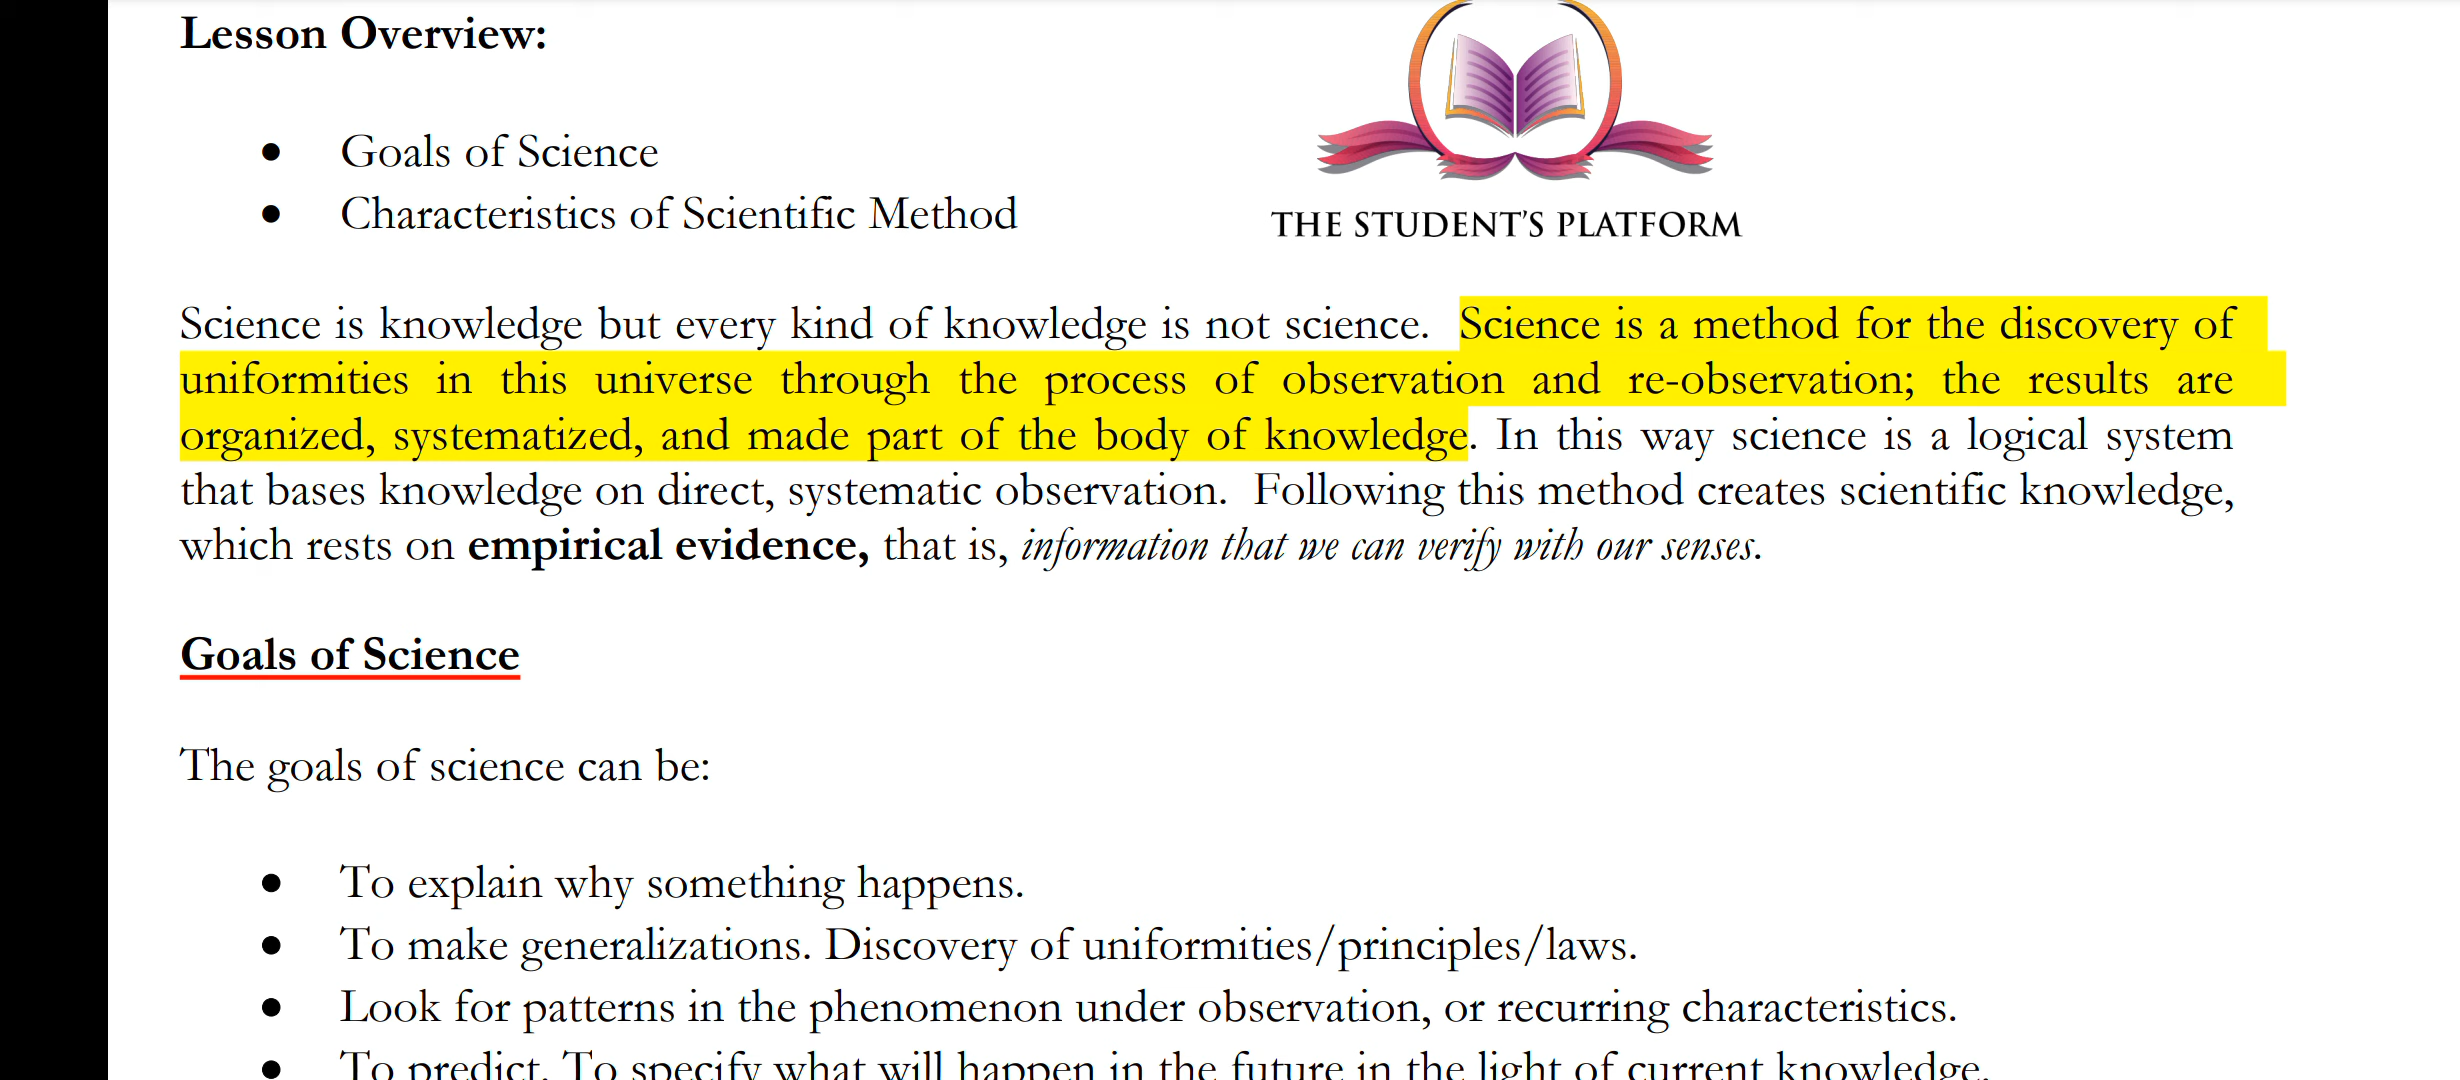 Lesson Overview:
THE STUDENT'S PLATFORM
• Goals of Science
• Characteristics of Scientific Method
Science is knowledge but every kind of knowledge is not science. Science is a method for the discovery of
uniformities in this universe through the process of observation and re-observation; the results are
organized, systematized, and made part of the body of knowledge. In this way science is a logical system
that bases knowledge on direct, systematic observation. Following this method creates scientific knowledge,
which rests on empirical evidence, that is, information that we can verify with our senses.
Goals of Science
The goals of science can be:
• To explain why something happens.
• To make generalizations. Discovery of uniformities/principles/laws.
• Look for patterns in the phenomenon under observation, or recurring characteristics.
• To predict. To specify what will happen in the future in the light of current knowledge.